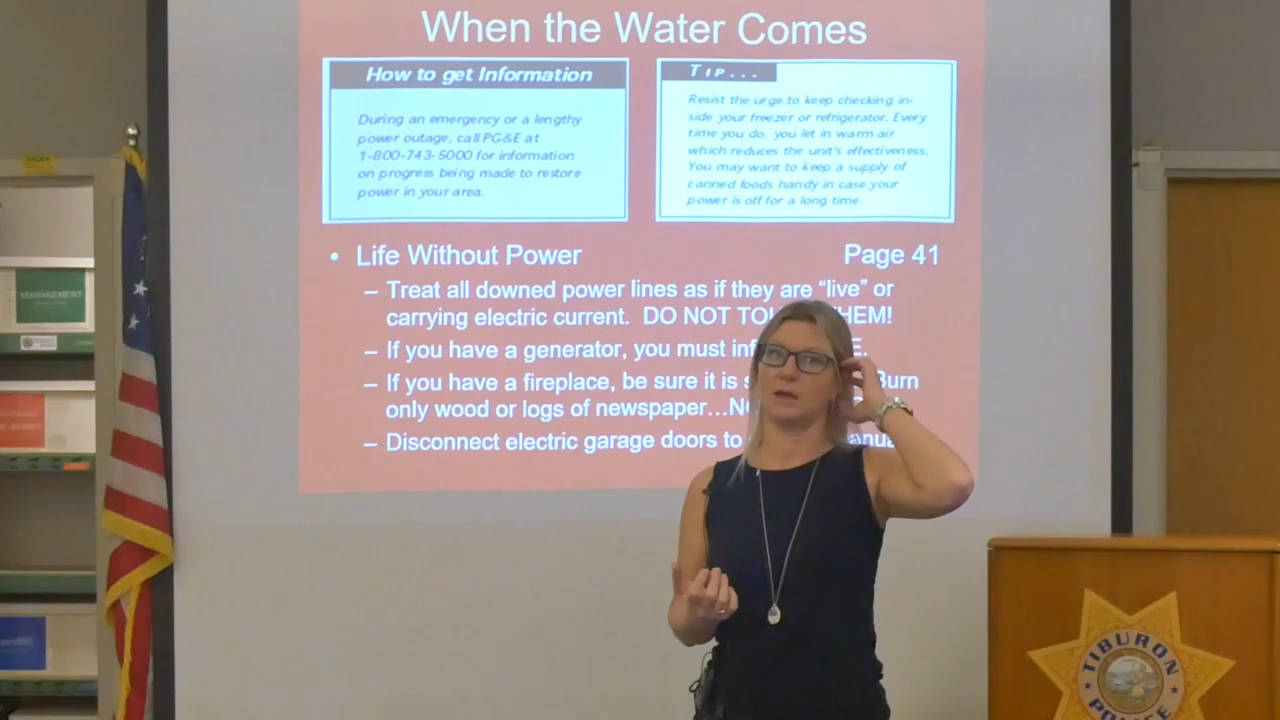 When the Water Comes
How to get Information
During an emergency or a lengthy
power outage, call PG&E at
1-800-743-5000 for information
on progress being made to restore
power in your area.
TIP...
Resist the urge to keep checking in-
side your freezer or refrigerator. Every
time you do, you let in warm air
which reduces the unit's effectiveness.
You may want to keep a supply of
canned foods handy in case your
power is off for a long time.
• Life Without Power Page 41
– Treat all downed power lines as if they are “live” or
carrying electric current. DO NOT THEM!
– If you have a generator, you must
– If you have a fireplace, be sure it is Burn
only wood or logs of newspaper…
– Disconnect electric garage doors to
MANAGEMENT
TIBURON
POLICE